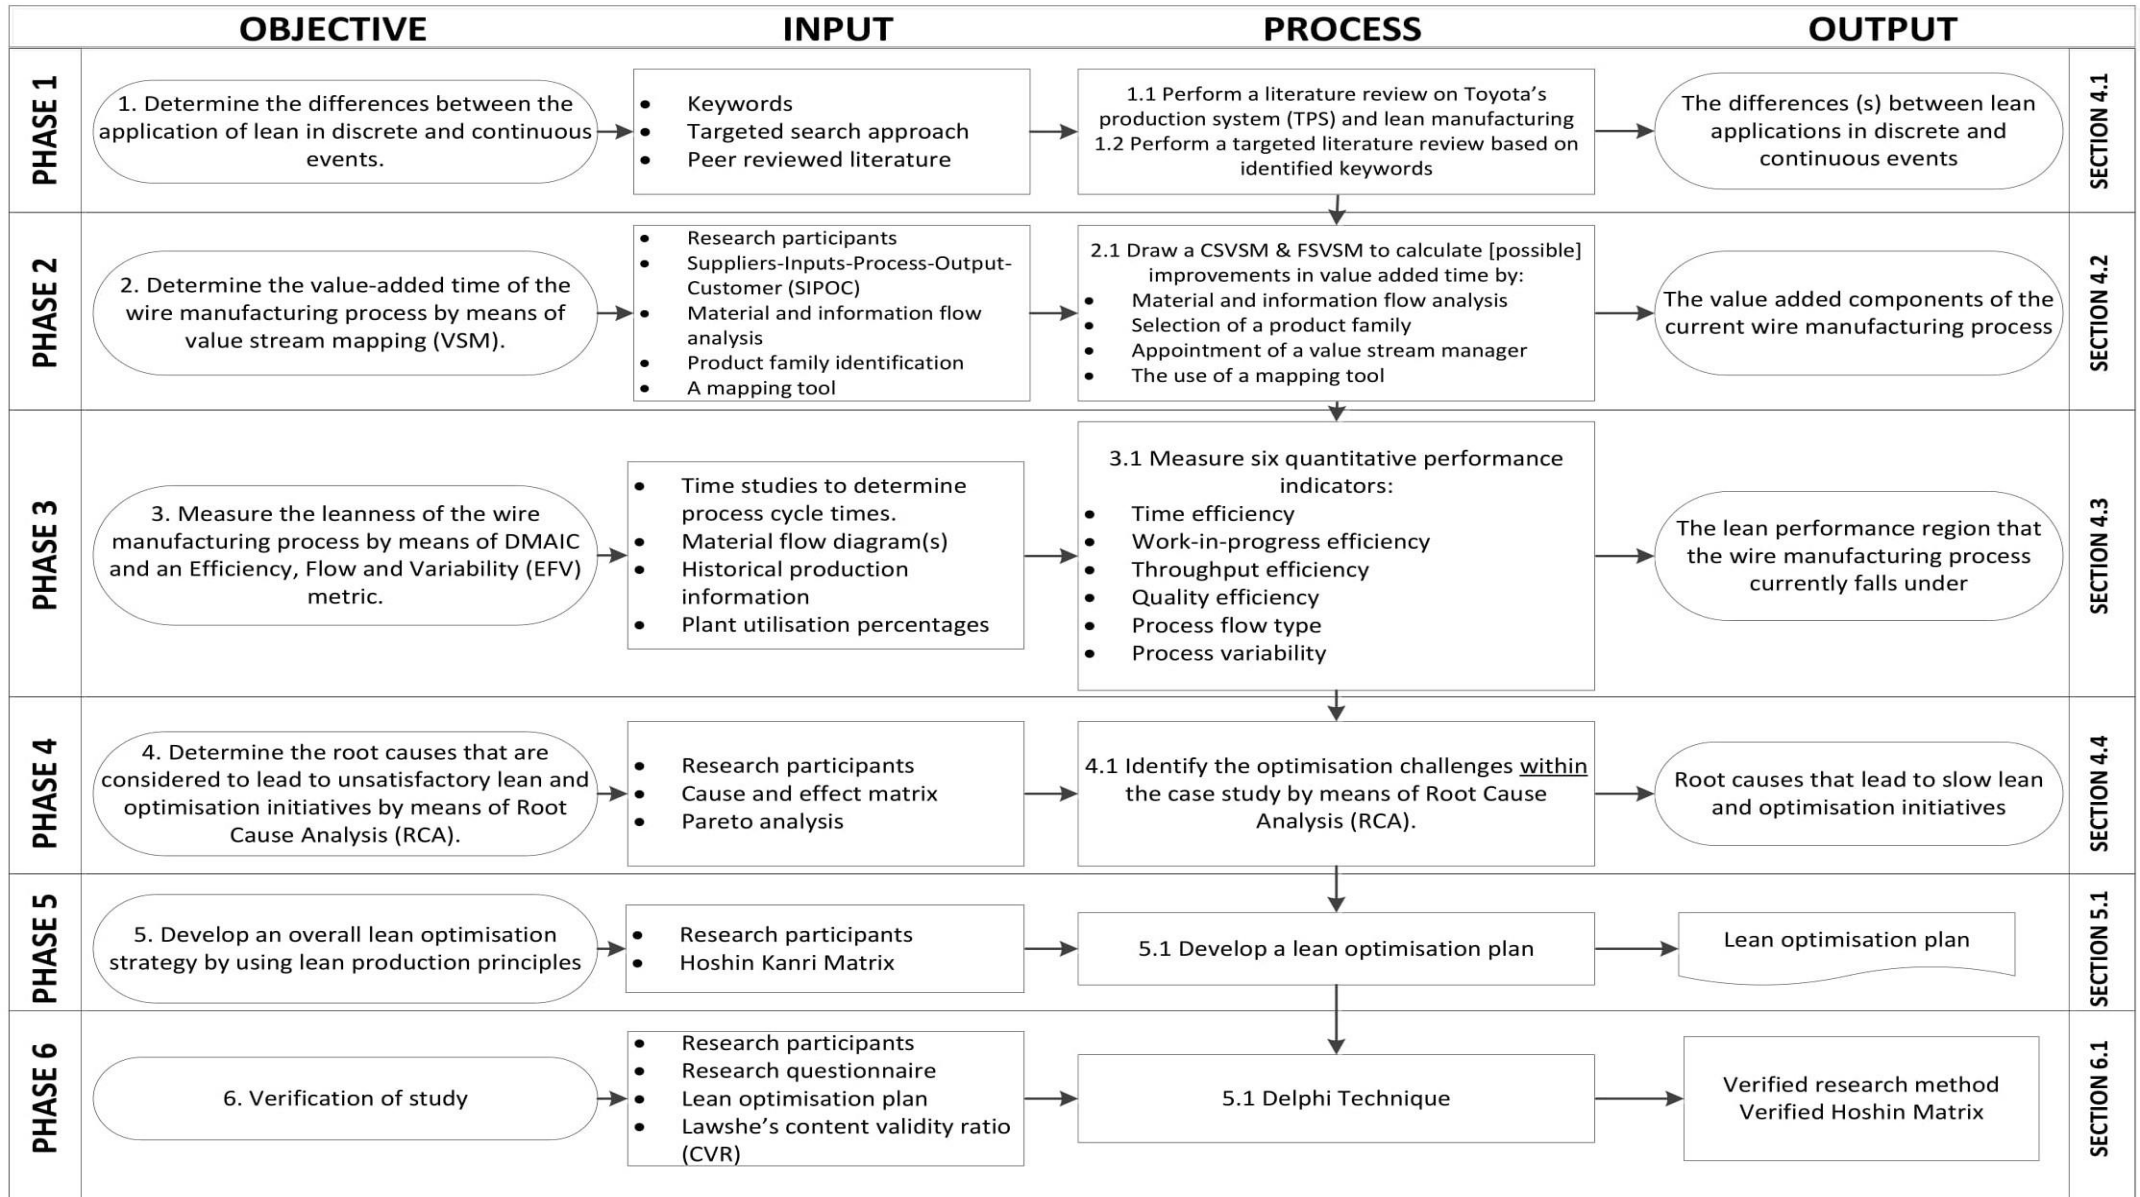 OBJECTIVE INPUT PROCESS OUTPUT
PHASE 1
1. Determine the differences between the
application of lean in discrete and continuous
events.
• Keywords
• Targeted search approach
• Peer reviewed literature
1.1 Perform a literature review on Toyota's
production system (TPS) and lean manufacturing
1.2 Perform a targeted literature review based on
identified keywords
The differences (s) between lean
applications in discrete and
continuous events
SECTION 4.1
PHASE 2
2. Determine the value-added time of the
wire manufacturing process by means of
value stream mapping (VSM).
• Research participants
• Suppliers-Inputs-Process-Output-
Customer (SIPOC)
• Material and information flow
analysis
• Product family identification
• A mapping tool
2.1 Draw a CSVSM & FSVSM to calculate [possible]
improvements in value added time by:
• Material and information flow analysis
• Selection of a product family
• Appointment of a value stream manager
• The use of a mapping tool
The value added components of the
current wire manufacturing process
SECTION 4.2
PHASE 3
3. Measure the leanness of the wire
manufacturing process by means of DMAIC
and an Efficiency, Flow and Variability (EFV)
metric.
• Time studies to determine
process cycle times.
• Material flow diagram(s)
• Historical production
information
• Plant utilisation percentages
3.1 Measure six quantitative performance
indicators:
• Time efficiency
• Work-in-progress efficiency
• Throughput efficiency
• Quality efficiency
• Process flow type
• Process variability
The lean performance region that
the wire manufacturing process
currently falls under
SECTION 4.3
PHASE 4
4. Determine the root causes that are
considered to lead to unsatisfactory lean and
optimisation initiatives by means of Root
Cause Analysis (RCA).
• Research participants
• Cause and effect matrix
• Pareto analysis
4.1 Identify the optimisation challenges within
the case study by means of Root Cause
Analysis (RCA).
Root causes that lead to slow lean
and optimisation initiatives
SECTION 4.4
PHASE 5
5. Develop an overall lean optimisation
strategy by using lean production principles
• Research participants
• Hoshin Kanri Matrix
5.1 Develop a lean optimisation plan
Lean optimisation plan
SECTION 5.1
PHASE 6
6. Verification of study
• Research participants
• Research questionnaire
• Lean optimisation plan
• Lawshe's content validity ratio
(CVR)
5.1 Delphi Technique
Verified research method
Verified Hoshin Matrix
SECTION 6.1